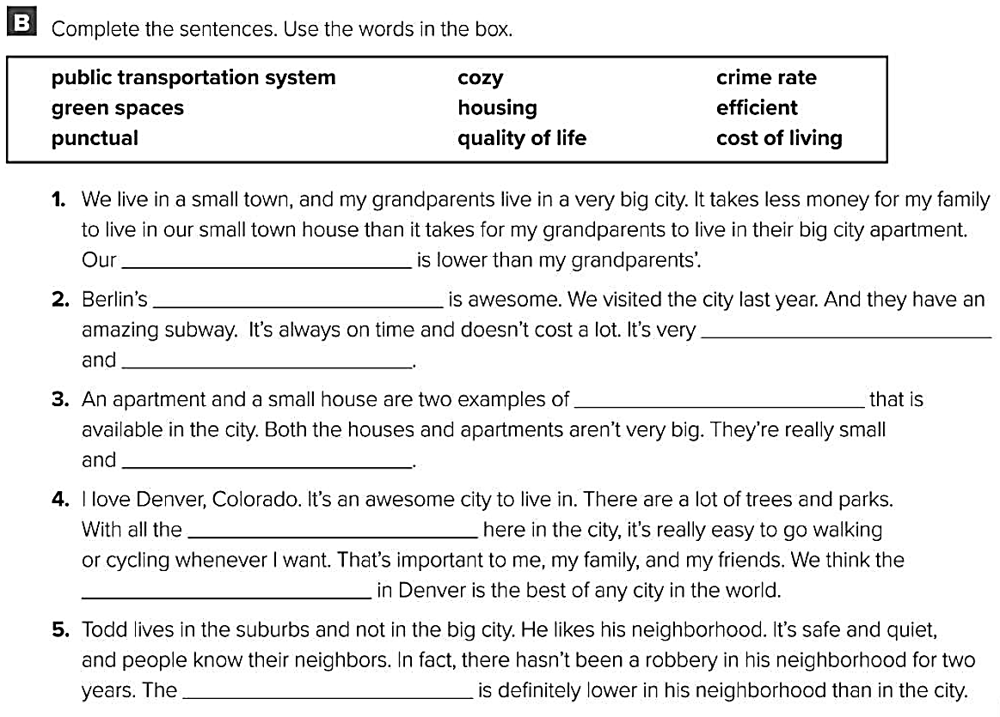 B Complete the sentences. Use the words in the box.
public transportation system cozy crime rate
green spaces housing efficient
punctual quality of life cost of living
1. We live in a small town, and my grandparents live in a very big city. It takes less money for my family
to live in our small town house than it takes for my grandparents to live in their big city apartment.
Our ______________ is lower than my grandparents'.
2. Berlin's ______________ is awesome. We visited the city last year. And they have an
amazing subway. It's always on time and doesn't cost a lot. It's very ______________
and ______________.
3. An apartment and a small house are two examples of ______________ that is
available in the city. Both the houses and apartments aren't very big. They're really small
and ______________.
4. I love Denver, Colorado. It's an awesome city to live in. There are a lot of trees and parks.
With all the ______________ here in the city, it's really easy to go walking
or cycling whenever I want. That's important to me, my family, and my friends. We think the
______________ in Denver is the best of any city in the world.
5. Todd lives in the suburbs and not in the big city. He likes his neighborhood. It's safe and quiet,
and people know their neighbors. In fact, there hasn't been a robbery in his neighborhood for two
years. The ______________ is definitely lower in his neighborhood than in the city.